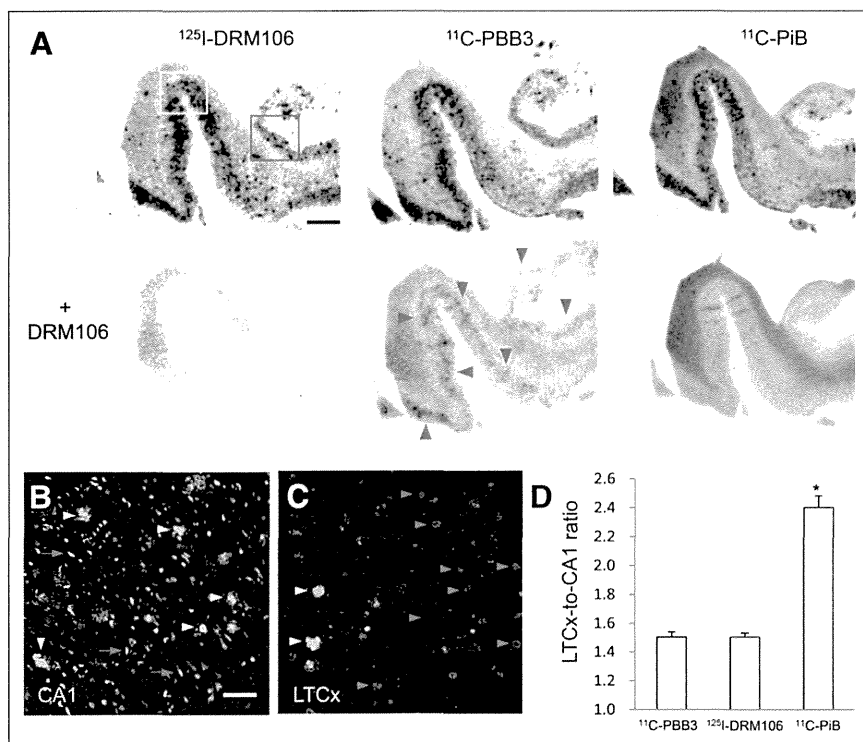 A
¹²⁵I-DRM106
¹¹C-PBB3
¹¹C-PiB
+
DRM106
B
CA1
C
LTCx
D
LTCx-to-CA1 ratio
2.6
2.4
2.2
2.0
1.8
1.6
1.4
1.2
1.0
*
¹¹C-PBB3
¹²⁵I-DRM106
¹¹C-PiB